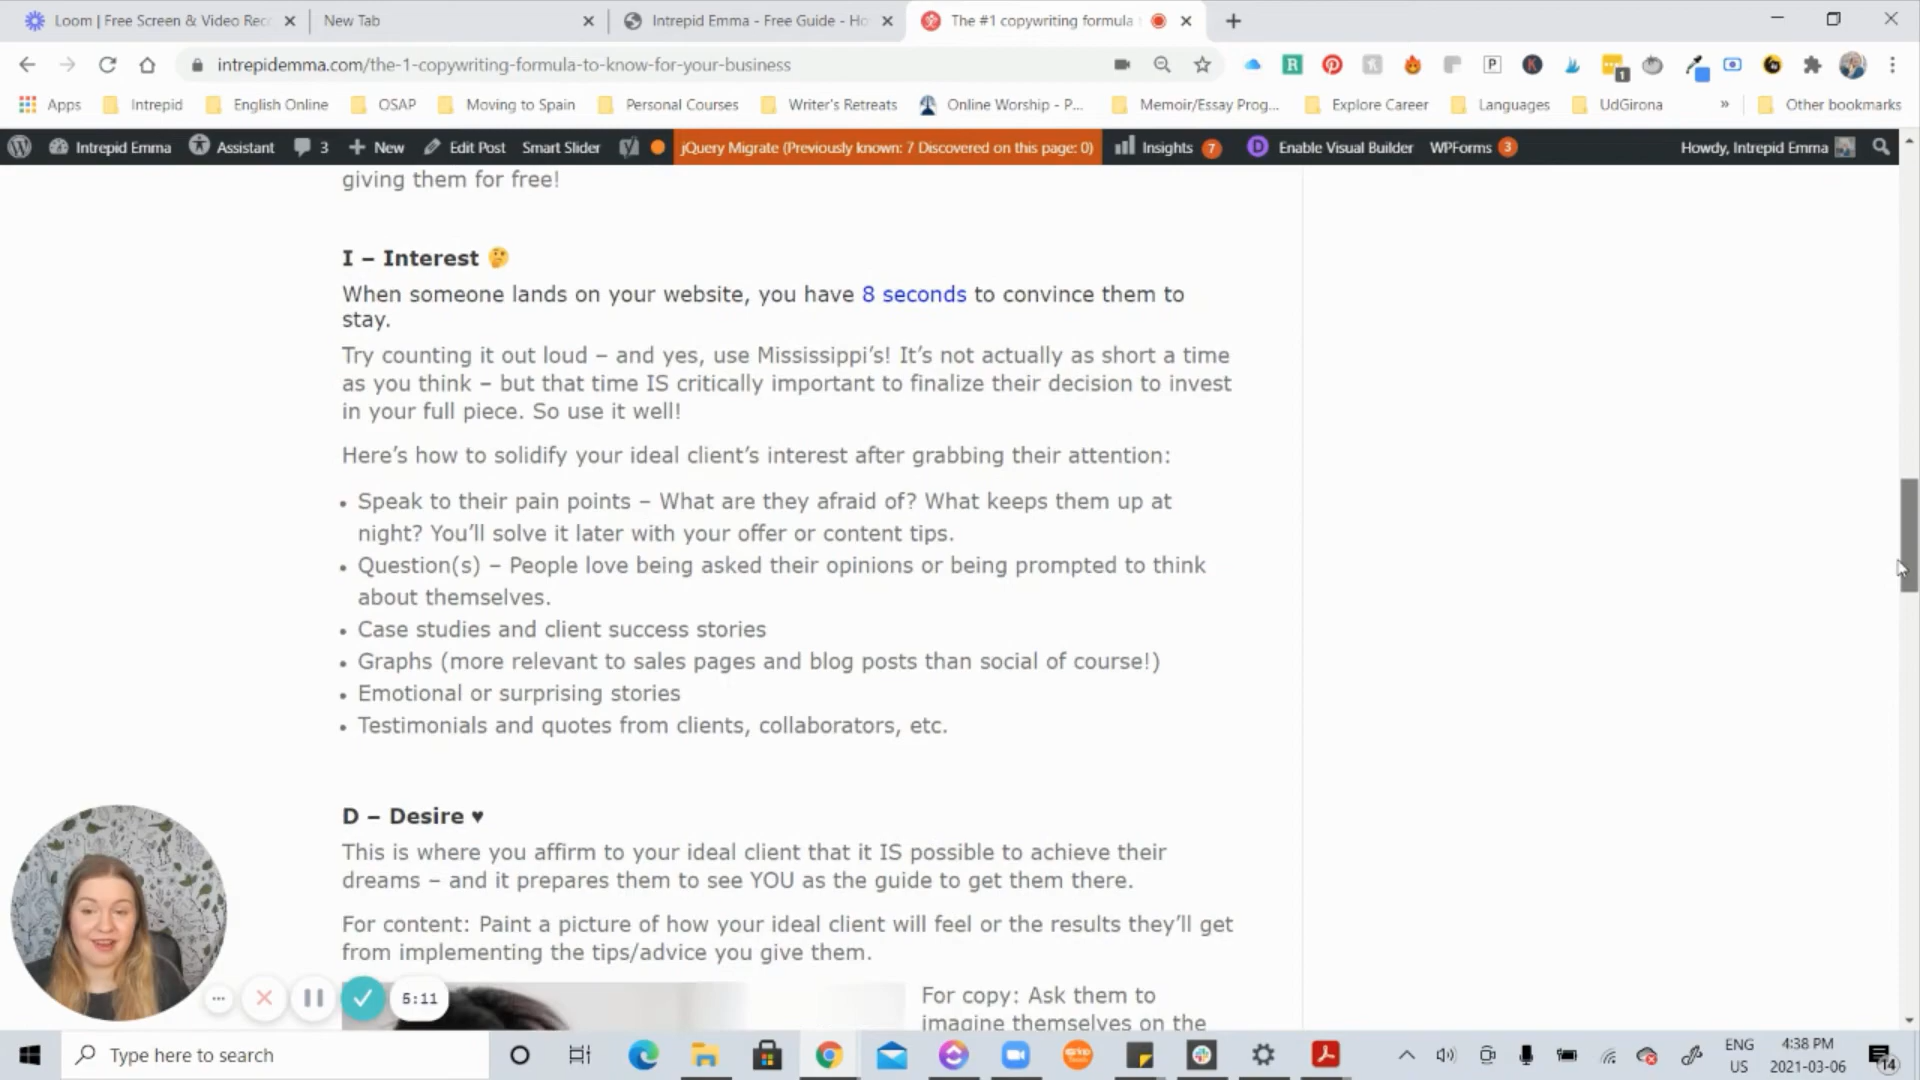 Loom | Free Screen & Video Rec
New Tab
Intrepid Emma - Free Guide - Ho
The #1 copywriting formula
intrepidemma.com/the-1-copywriting-formula-to-know-for-your-business
Apps
Intrepid
English Online
OSAP
Moving to Spain
Personal Courses
Writer's Retreats
Online Worship - P...
Memoir/Essay Prog...
Explore Career
Languages
UdGirona
»
Other bookmarks
Intrepid Emma
Assistant
3
New
Edit Post
Smart Slider
jQuery Migrate (Previously known: 7 Discovered on this page: 0)
Insights 7
Enable Visual Builder
WPForms 3
Howdy, Intrepid Emma
giving them for free!
I – Interest 🤔
When someone lands on your website, you have 8 seconds to convince them to
stay.
Try counting it out loud – and yes, use Mississippi's! It's not actually as short a time
as you think – but that time IS critically important to finalize their decision to invest
in your full piece. So use it well!
Here's how to solidify your ideal client's interest after grabbing their attention:
• Speak to their pain points – What are they afraid of? What keeps them up at
night? You'll solve it later with your offer or content tips.
• Question(s) – People love being asked their opinions or being prompted to think
about themselves.
• Case studies and client success stories
• Graphs (more relevant to sales pages and blog posts than social of course!)
• Emotional or surprising stories
• Testimonials and quotes from clients, collaborators, etc.
D – Desire ♥
This is where you affirm to your ideal client that it IS possible to achieve their
dreams – and it prepares them to see YOU as the guide to get them there.
For content: Paint a picture of how your ideal client will feel or the results they'll get
from implementing the tips/advice you give them.
For copy: Ask them to
imagine themselves on the
5:11
Type here to search
ENG
US
4:38 PM
2021-03-06
14